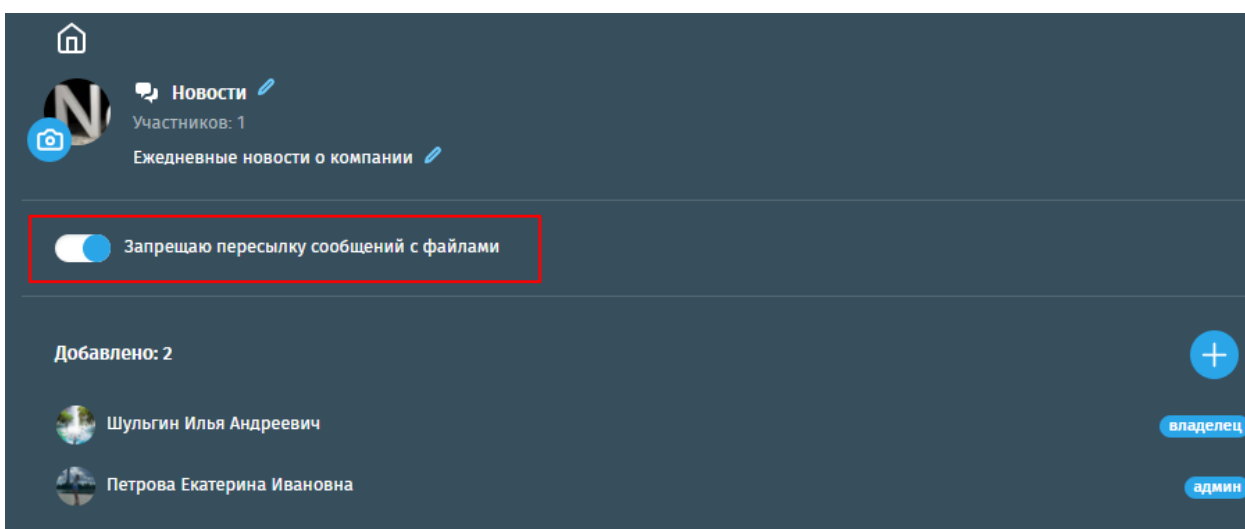 Новости
Участников: 1
Ежедневные новости о компании
Запрещаю пересылку сообщений с файлами
Добавлено: 2
Шульгин Илья Андреевич владелец
Петрова Екатерина Ивановна админ